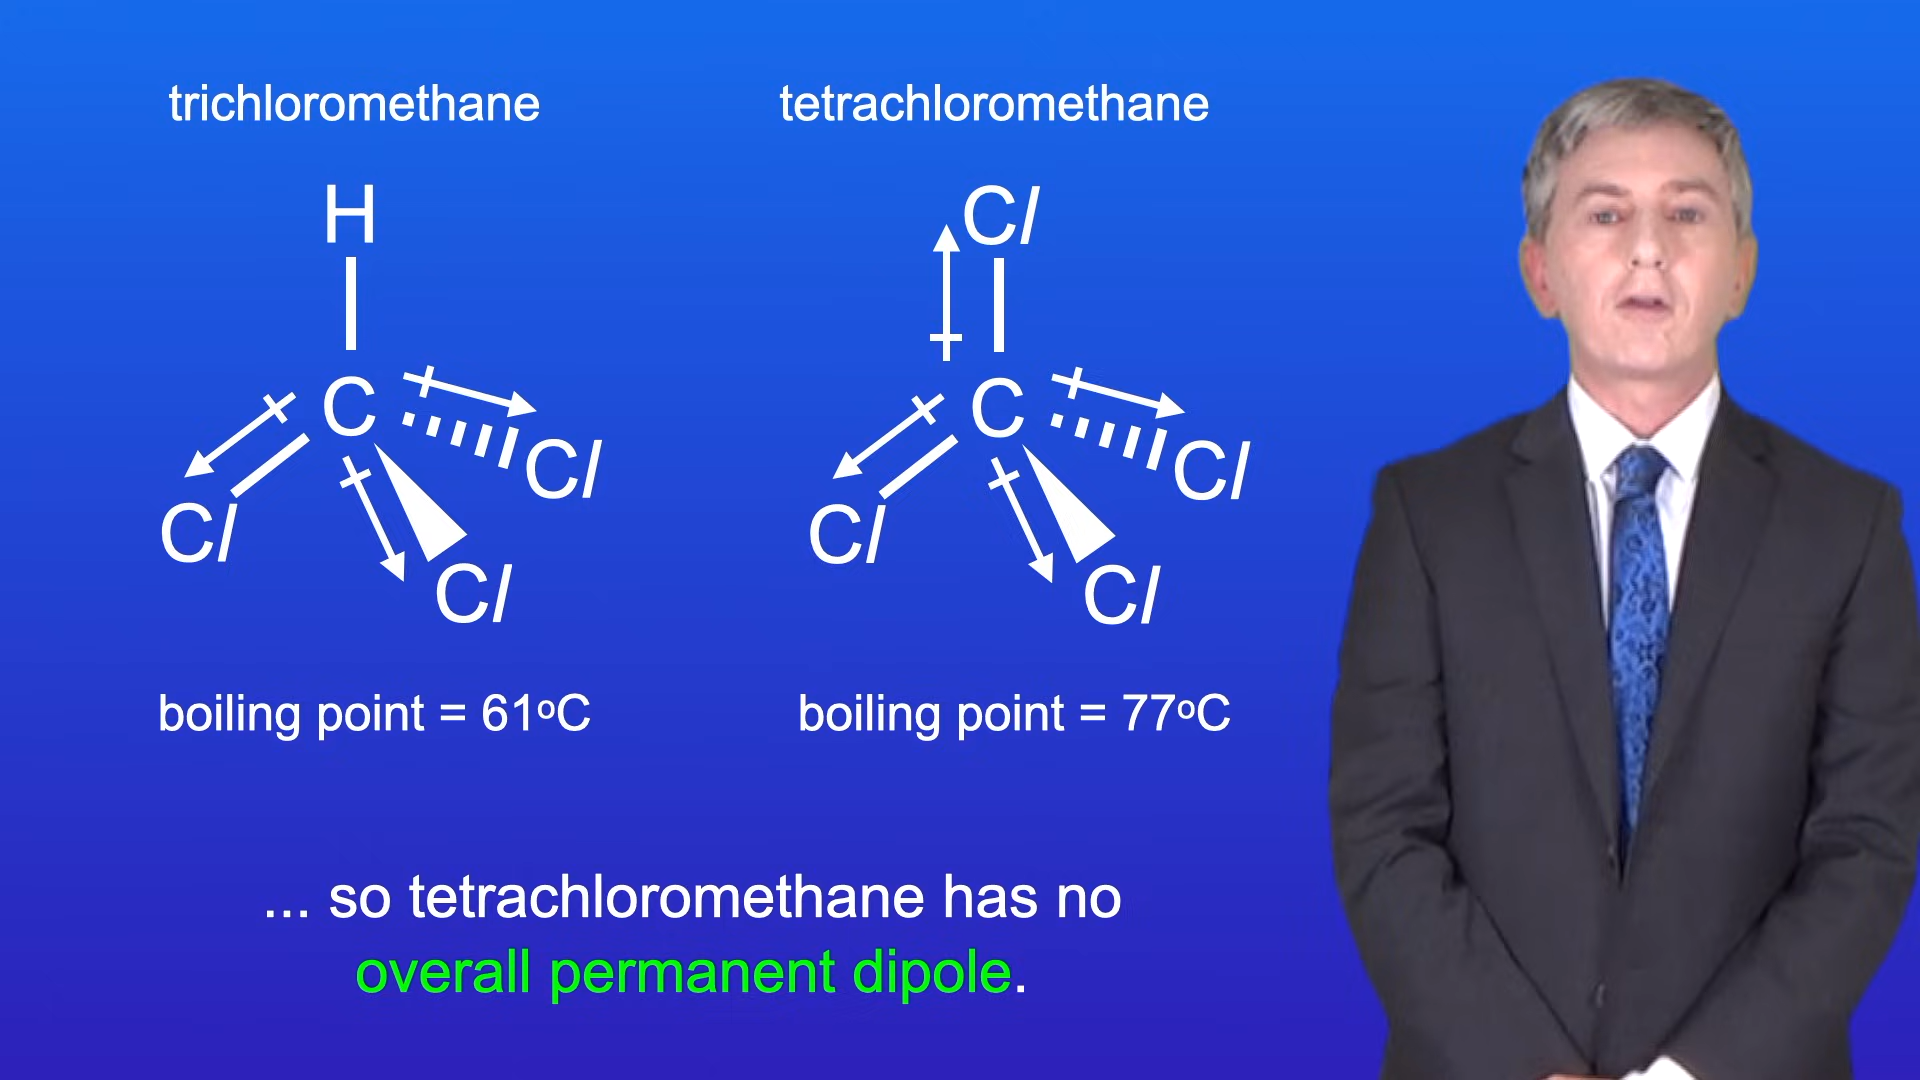 trichloromethane
tetrachloromethane
H
Cl
C
C
Cl
Cl
Cl
Cl
Cl
Cl
boiling point = 61ºC
boiling point = 77ºC
... so tetrachloromethane has no
overall permanent dipole.